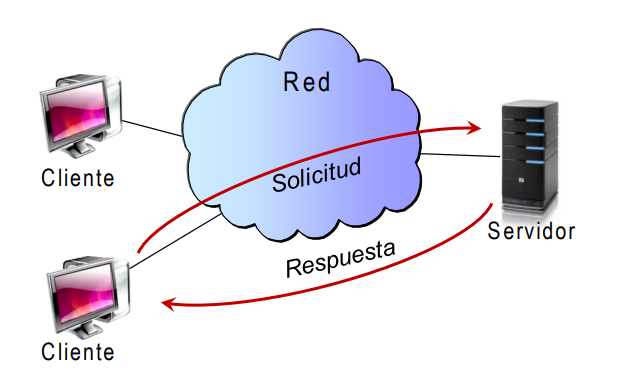 Red
Cliente
Solicitud
Servidor
Respuesta
Cliente